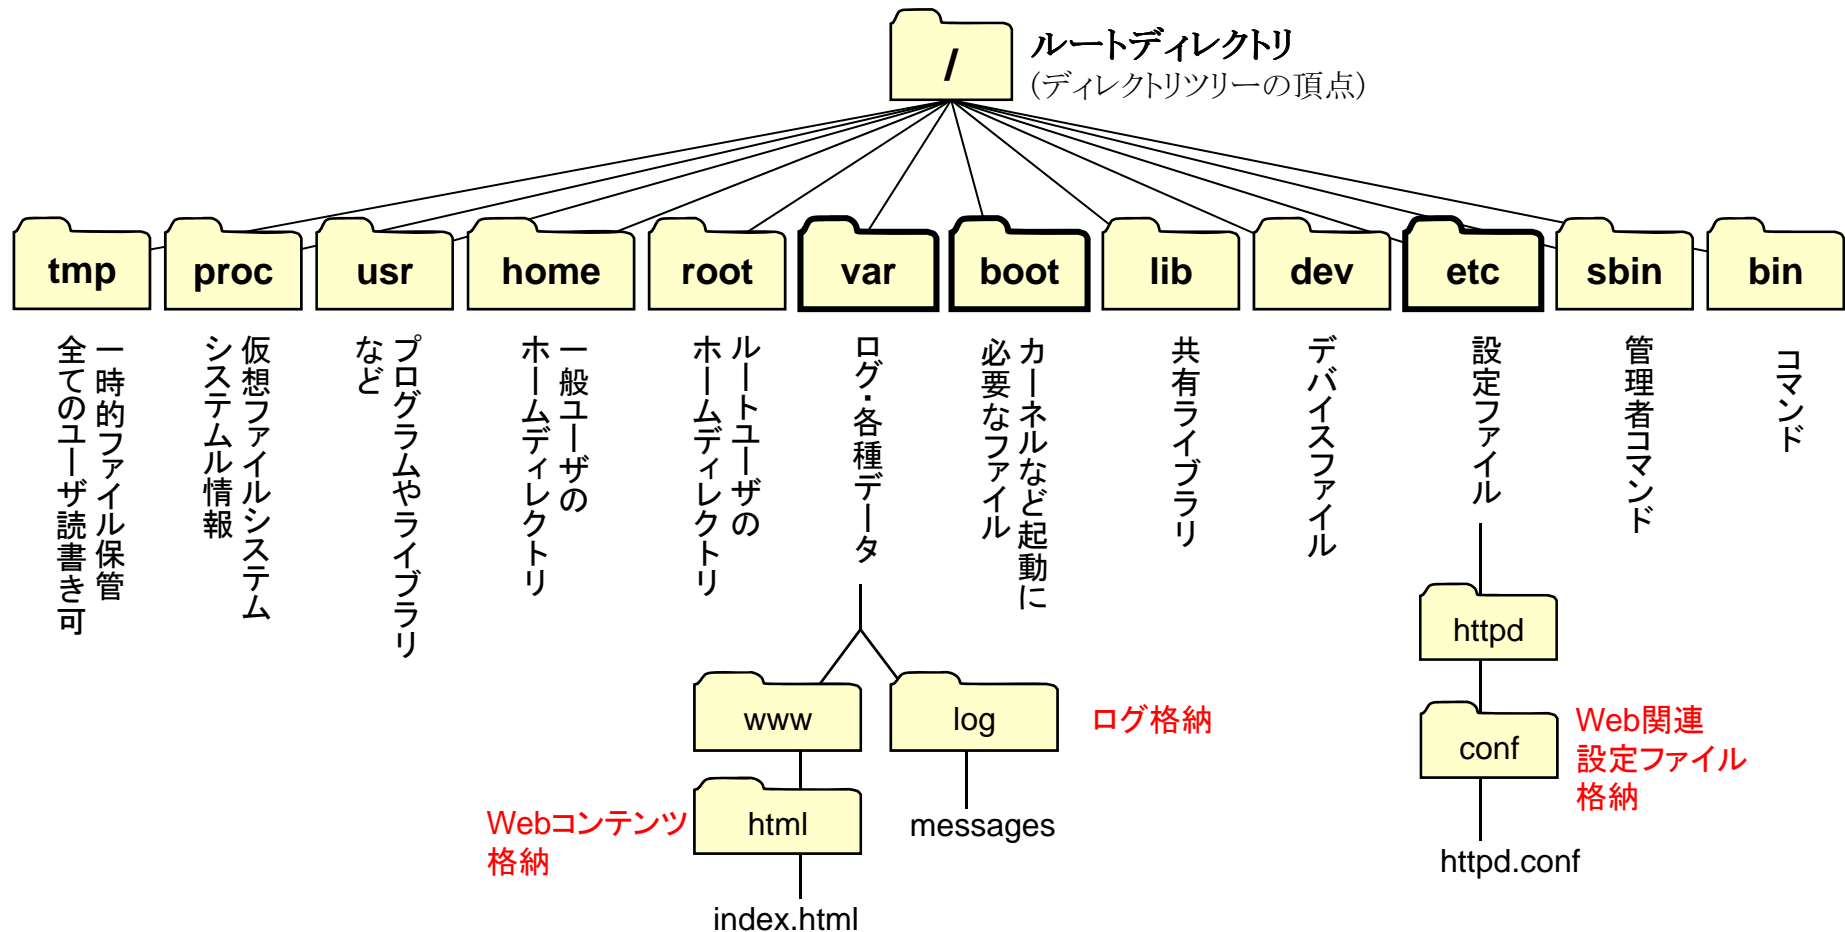 /
ルートディレクトリ
(ディレクトリツリーの頂点)
tmp
proc
usr
home
root
var
boot
lib
dev
etc
sbin
bin
一時的ファイル保管
全てのユーザ読書き可
仮想ファイルシステム
システムル情報
プログラムやライブラリ
など
一般ユーザの
ホームディレクトリ
ルートユーザの
ホームディレクトリ
ログ・各種データ
カーネルなど起動に
必要なファイル
共有ライブラリ
デバイスファイル
設定ファイル
管理者コマンド
コマンド
httpd
www
log
ログ格納
conf
Web関連
設定ファイル
格納
Webコンテンツ
格納
html
messages
httpd.conf
index.html